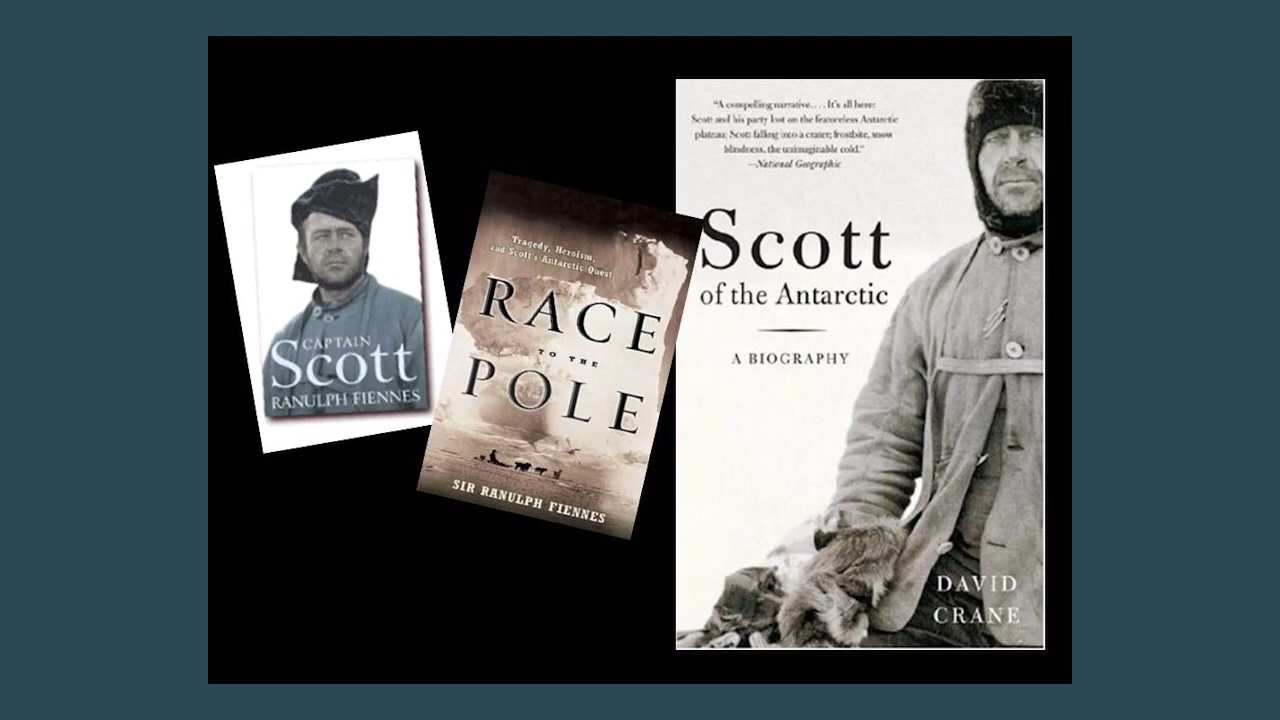 CAPTAIN
Scott
RANULPH FIENNES
Tragedy, Heroism,
and Scott's Antarctic Quest
RACE
TO THE
POLE
SIR RANULPH FIENNES
"A compelling narrative.... It's all here:
Scott and his party lost on the featureless Antarctic
plateau; Scott falling into a crater; frostbite, snow
blindness, the unimaginable cold."
—National Geographic
Scott
of the Antarctic
A BIOGRAPHY
DAVID
CRANE